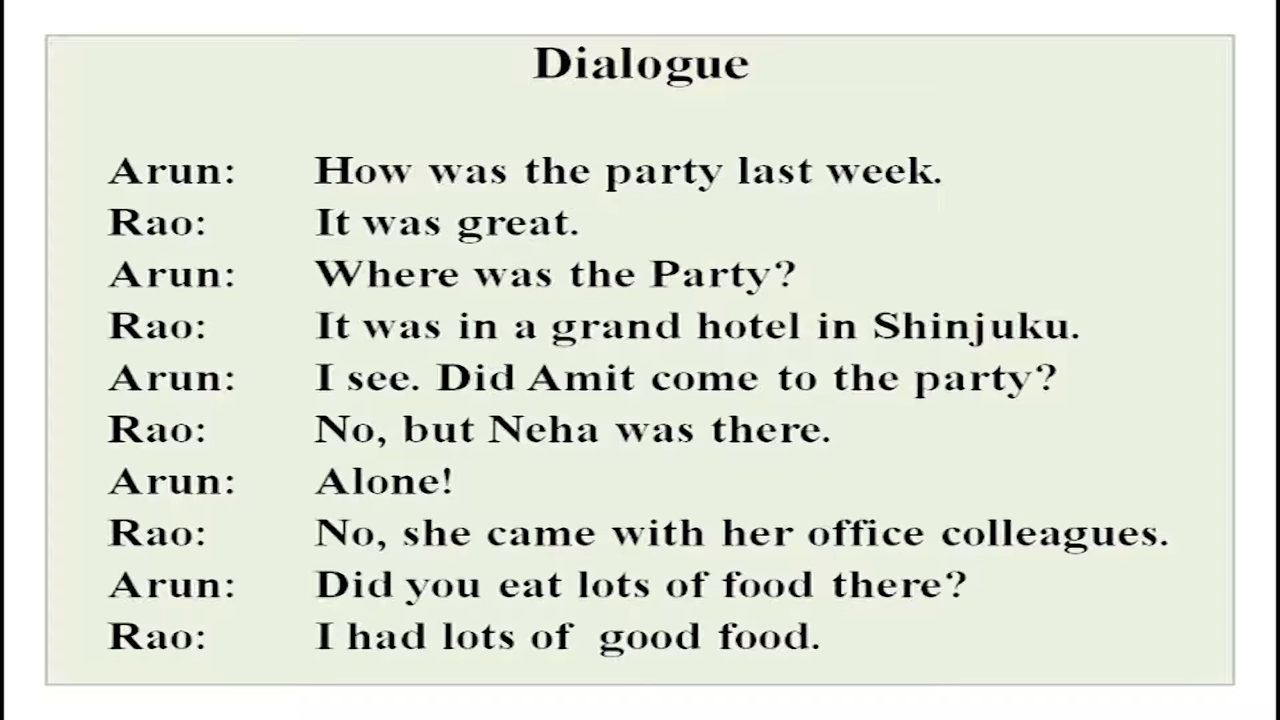 Dialogue
Arun: How was the party last week.
Rao: It was great.
Arun: Where was the Party?
Rao: It was in a grand hotel in Shinjuku.
Arun: I see. Did Amit come to the party?
Rao: No, but Neha was there.
Arun: Alone!
Rao: No, she came with her office colleagues.
Arun: Did you eat lots of food there?
Rao: I had lots of good food.